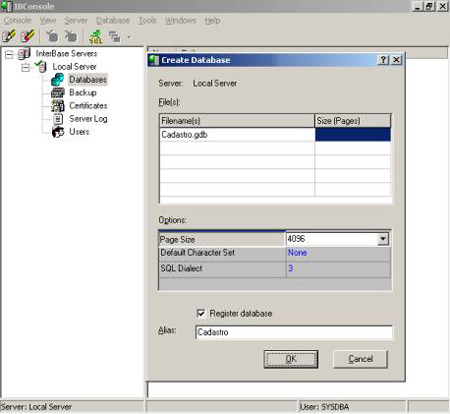 IBConsole
Console View Server Database Tools Windows Help
SQL
InterBase Servers
Local Server
Databases
Backup
Certificates
Server Log
Users
Create Database
Server: Local Server
File(s):
Filename(s) Size (Pages)
Cadastro.gdb
Options:
Page Size 4096
Default Character Set None
SQL Dialect 3
Register database
Alias: Cadastro
OK Cancel
Server: Local Server User: SYSDBA